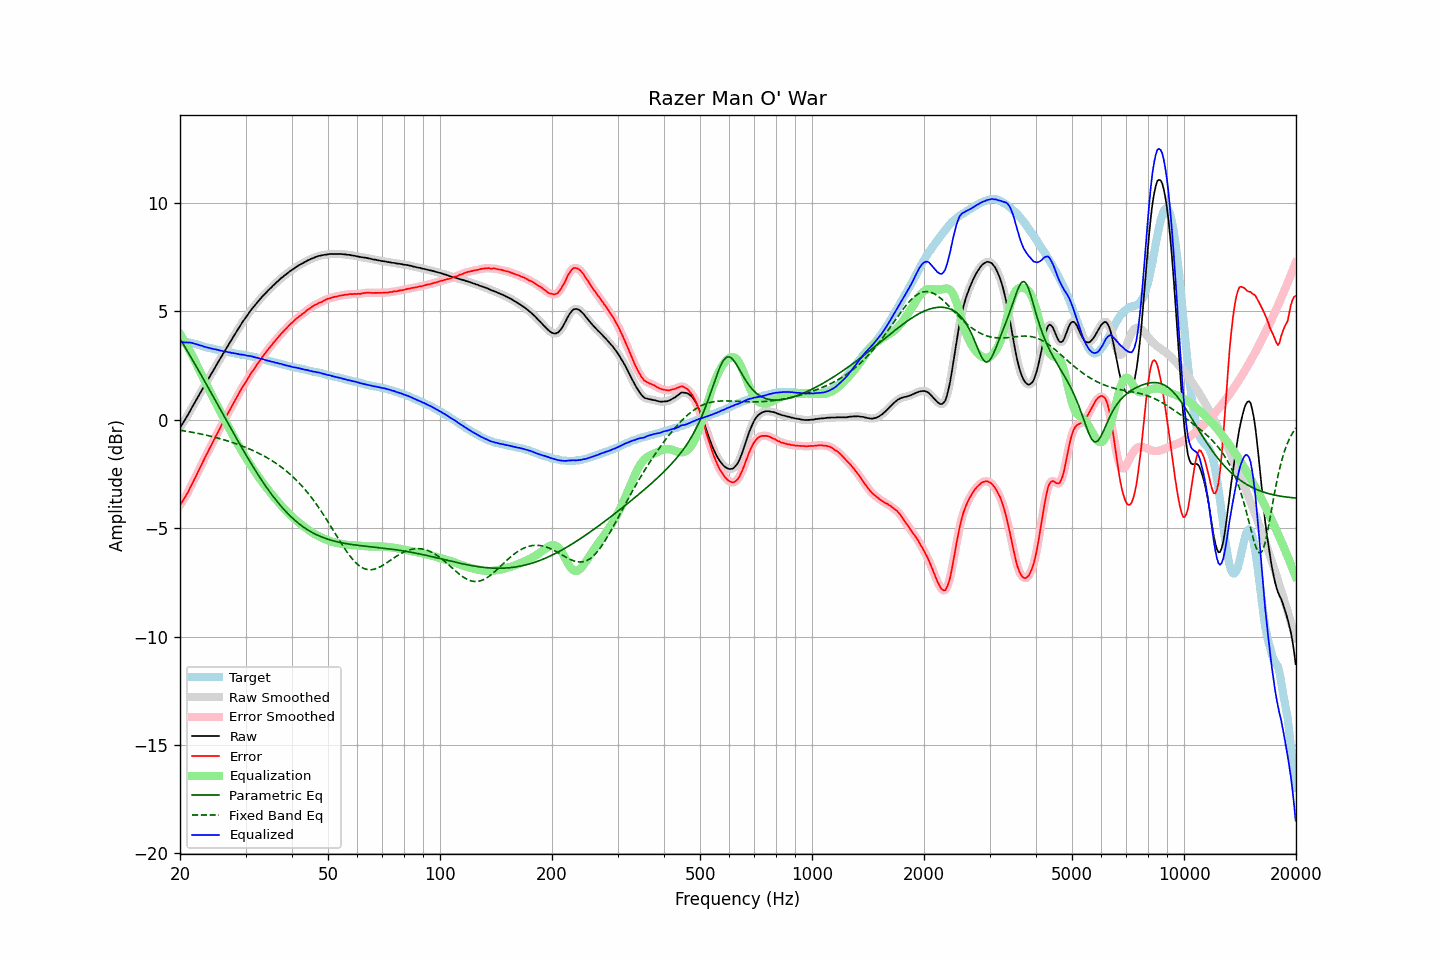 Razer Man O' War
Amplitude (dBr)
10
5
0
−5
−10
−15
−20
Target
Raw Smoothed
Error Smoothed
Raw
Error
Equalization
Parametric Eq
Fixed Band Eq
Equalized
20 50 100 200 500 1000 2000 5000 10000 20000
Frequency (Hz)